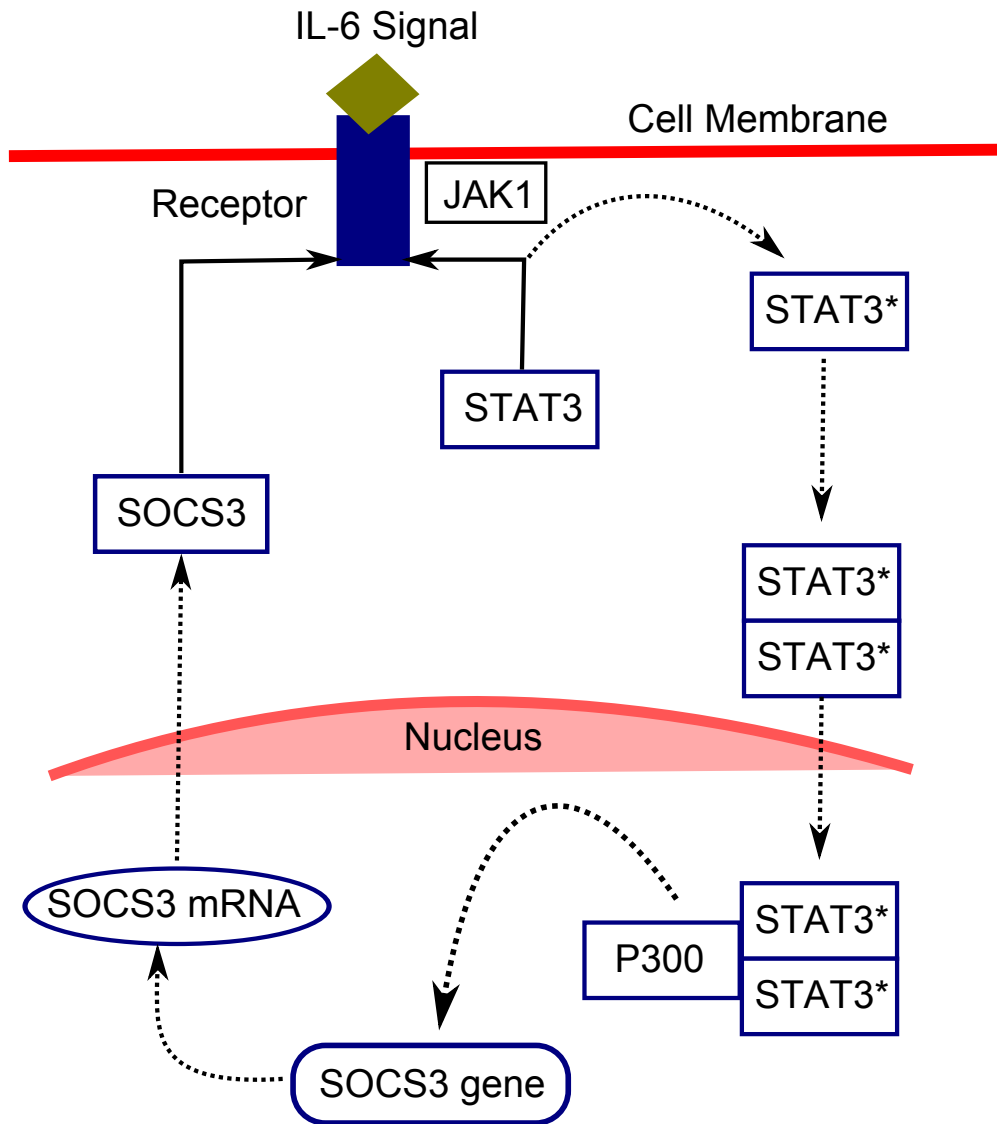 IL-6 Signal
Cell Membrane
JAK1
Receptor
STAT3*
STAT3
SOCS3
STAT3*
STAT3*
Nucleus
SOCS3 mRNA
STAT3*
P300
STAT3*
SOCS3 gene